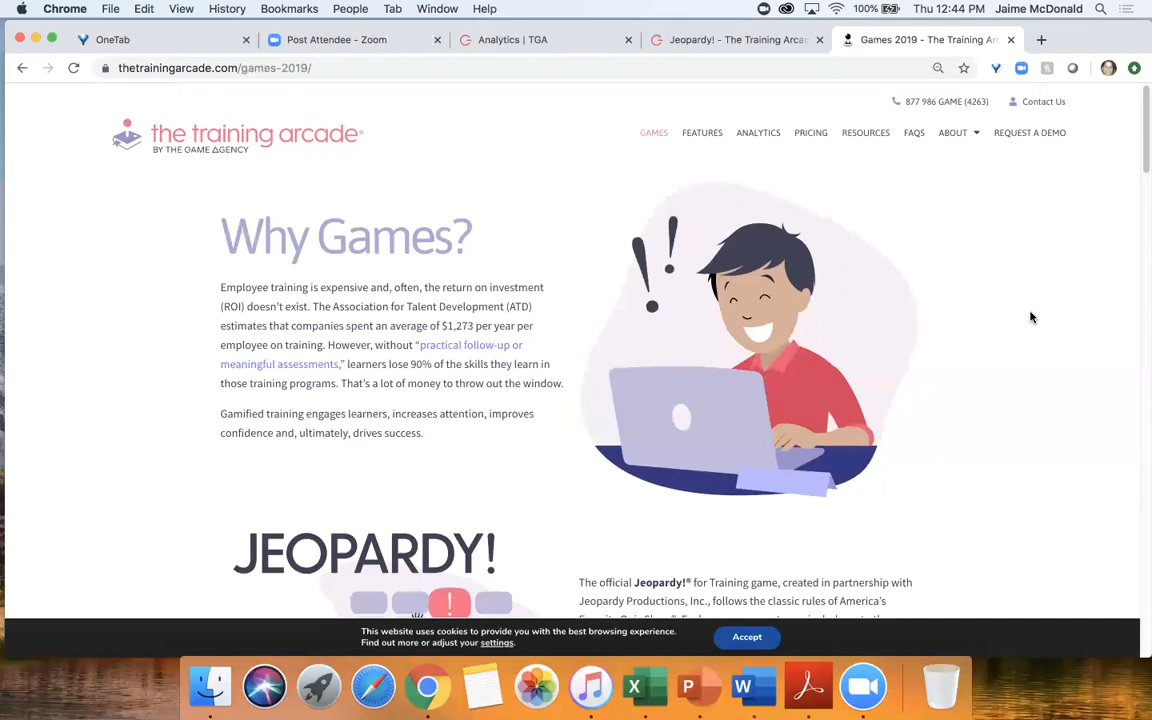 Chrome File Edit View History Bookmarks People Tab Window Help 100% Thu 12:44 PM Jaime McDonald
OneTab Post Attendee - Zoom Analytics | TGA Jeopardy! - The Training Arcad Games 2019 - The Training Ar
thetrainingarcade.com/games-2019/
877 986 GAME (4263) Contact Us
the training arcade®
BY THE GAME AGENCY
GAMES FEATURES ANALYTICS PRICING RESOURCES FAQS ABOUT REQUEST A DEMO
Why Games?
Employee training is expensive and, often, the return on investment
(ROI) doesn't exist. The Association for Talent Development (ATD)
estimates that companies spent an average of $1,273 per year per
employee on training. However, without "practical follow-up or
meaningful assessments," learners lose 90% of the skills they learn in
those training programs. That's a lot of money to throw out the window.
Gamified training engages learners, increases attention, improves
confidence and, ultimately, drives success.
!!
JEOPARDY!
!
The official Jeopardy!® for Training game, created in partnership with
Jeopardy Productions, Inc., follows the classic rules of America's
This website uses cookies to provide you with the best browsing experience.
Find out more or adjust your settings.
Accept
X P W